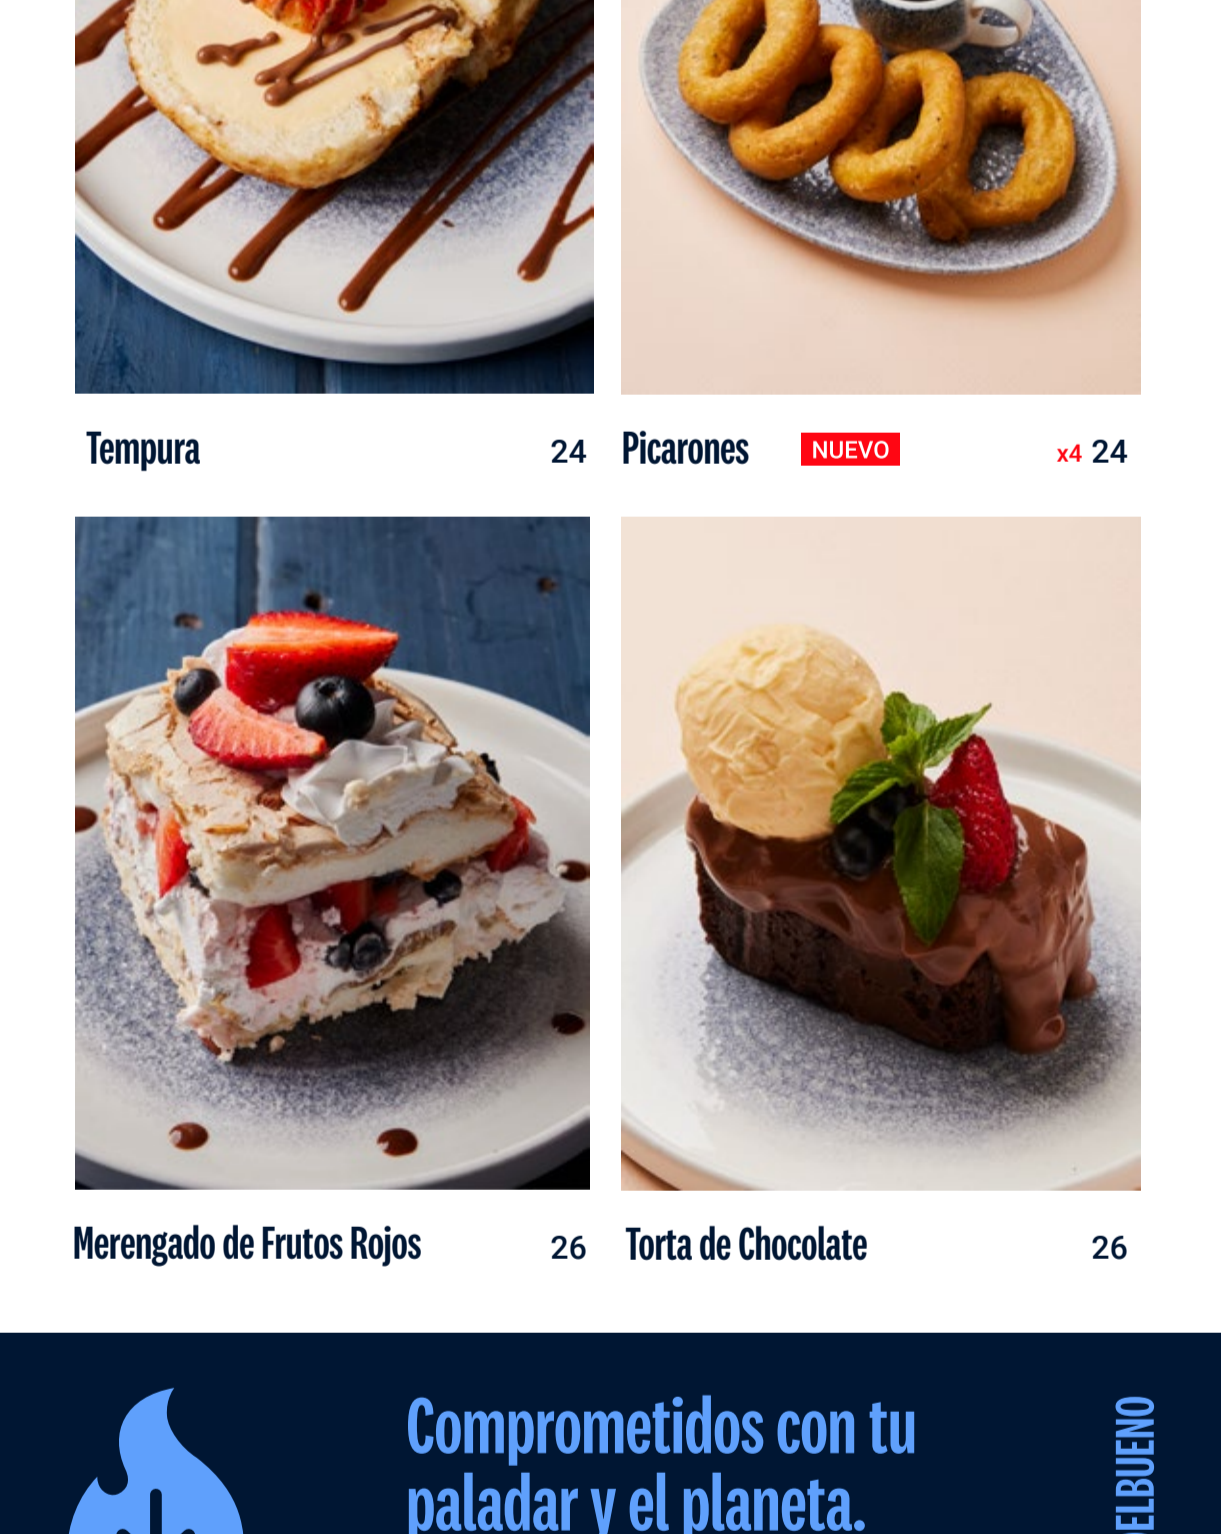 Tempura 24
Picarones NUEVO x4 24
Merengado de Frutos Rojos 26
Torta de Chocolate 26
Comprometidos con tu
paladar y el planeta.
ELBUENO